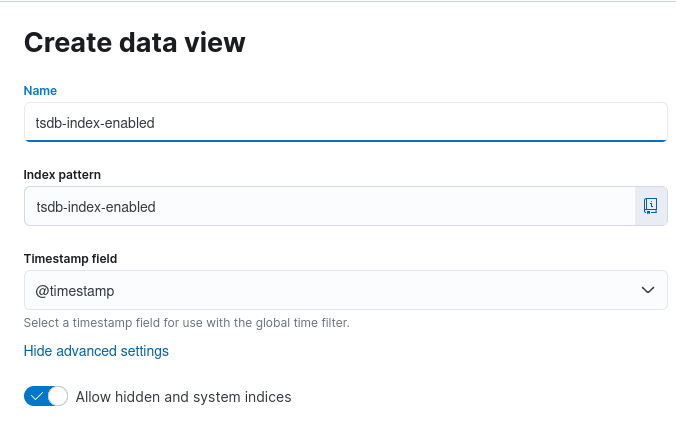 Create data view
Name
tsdb-index-enabled
Index pattern
tsdb-index-enabled
Timestamp field
@timestamp
Select a timestamp field for use with the global time filter.
Hide advanced settings
Allow hidden and system indices